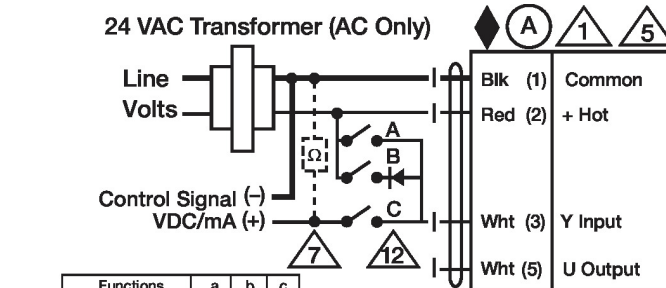 24 VAC Transformer (AC Only)
A 1 5
Line
Volts
Blk (1) Common
Red (2) + Hot
A
Ω
B
Control Signal (−)
VDC/mA (+)
C
Wht (3) Y Input
7
12
Wht (5) U Output
Functions a b c